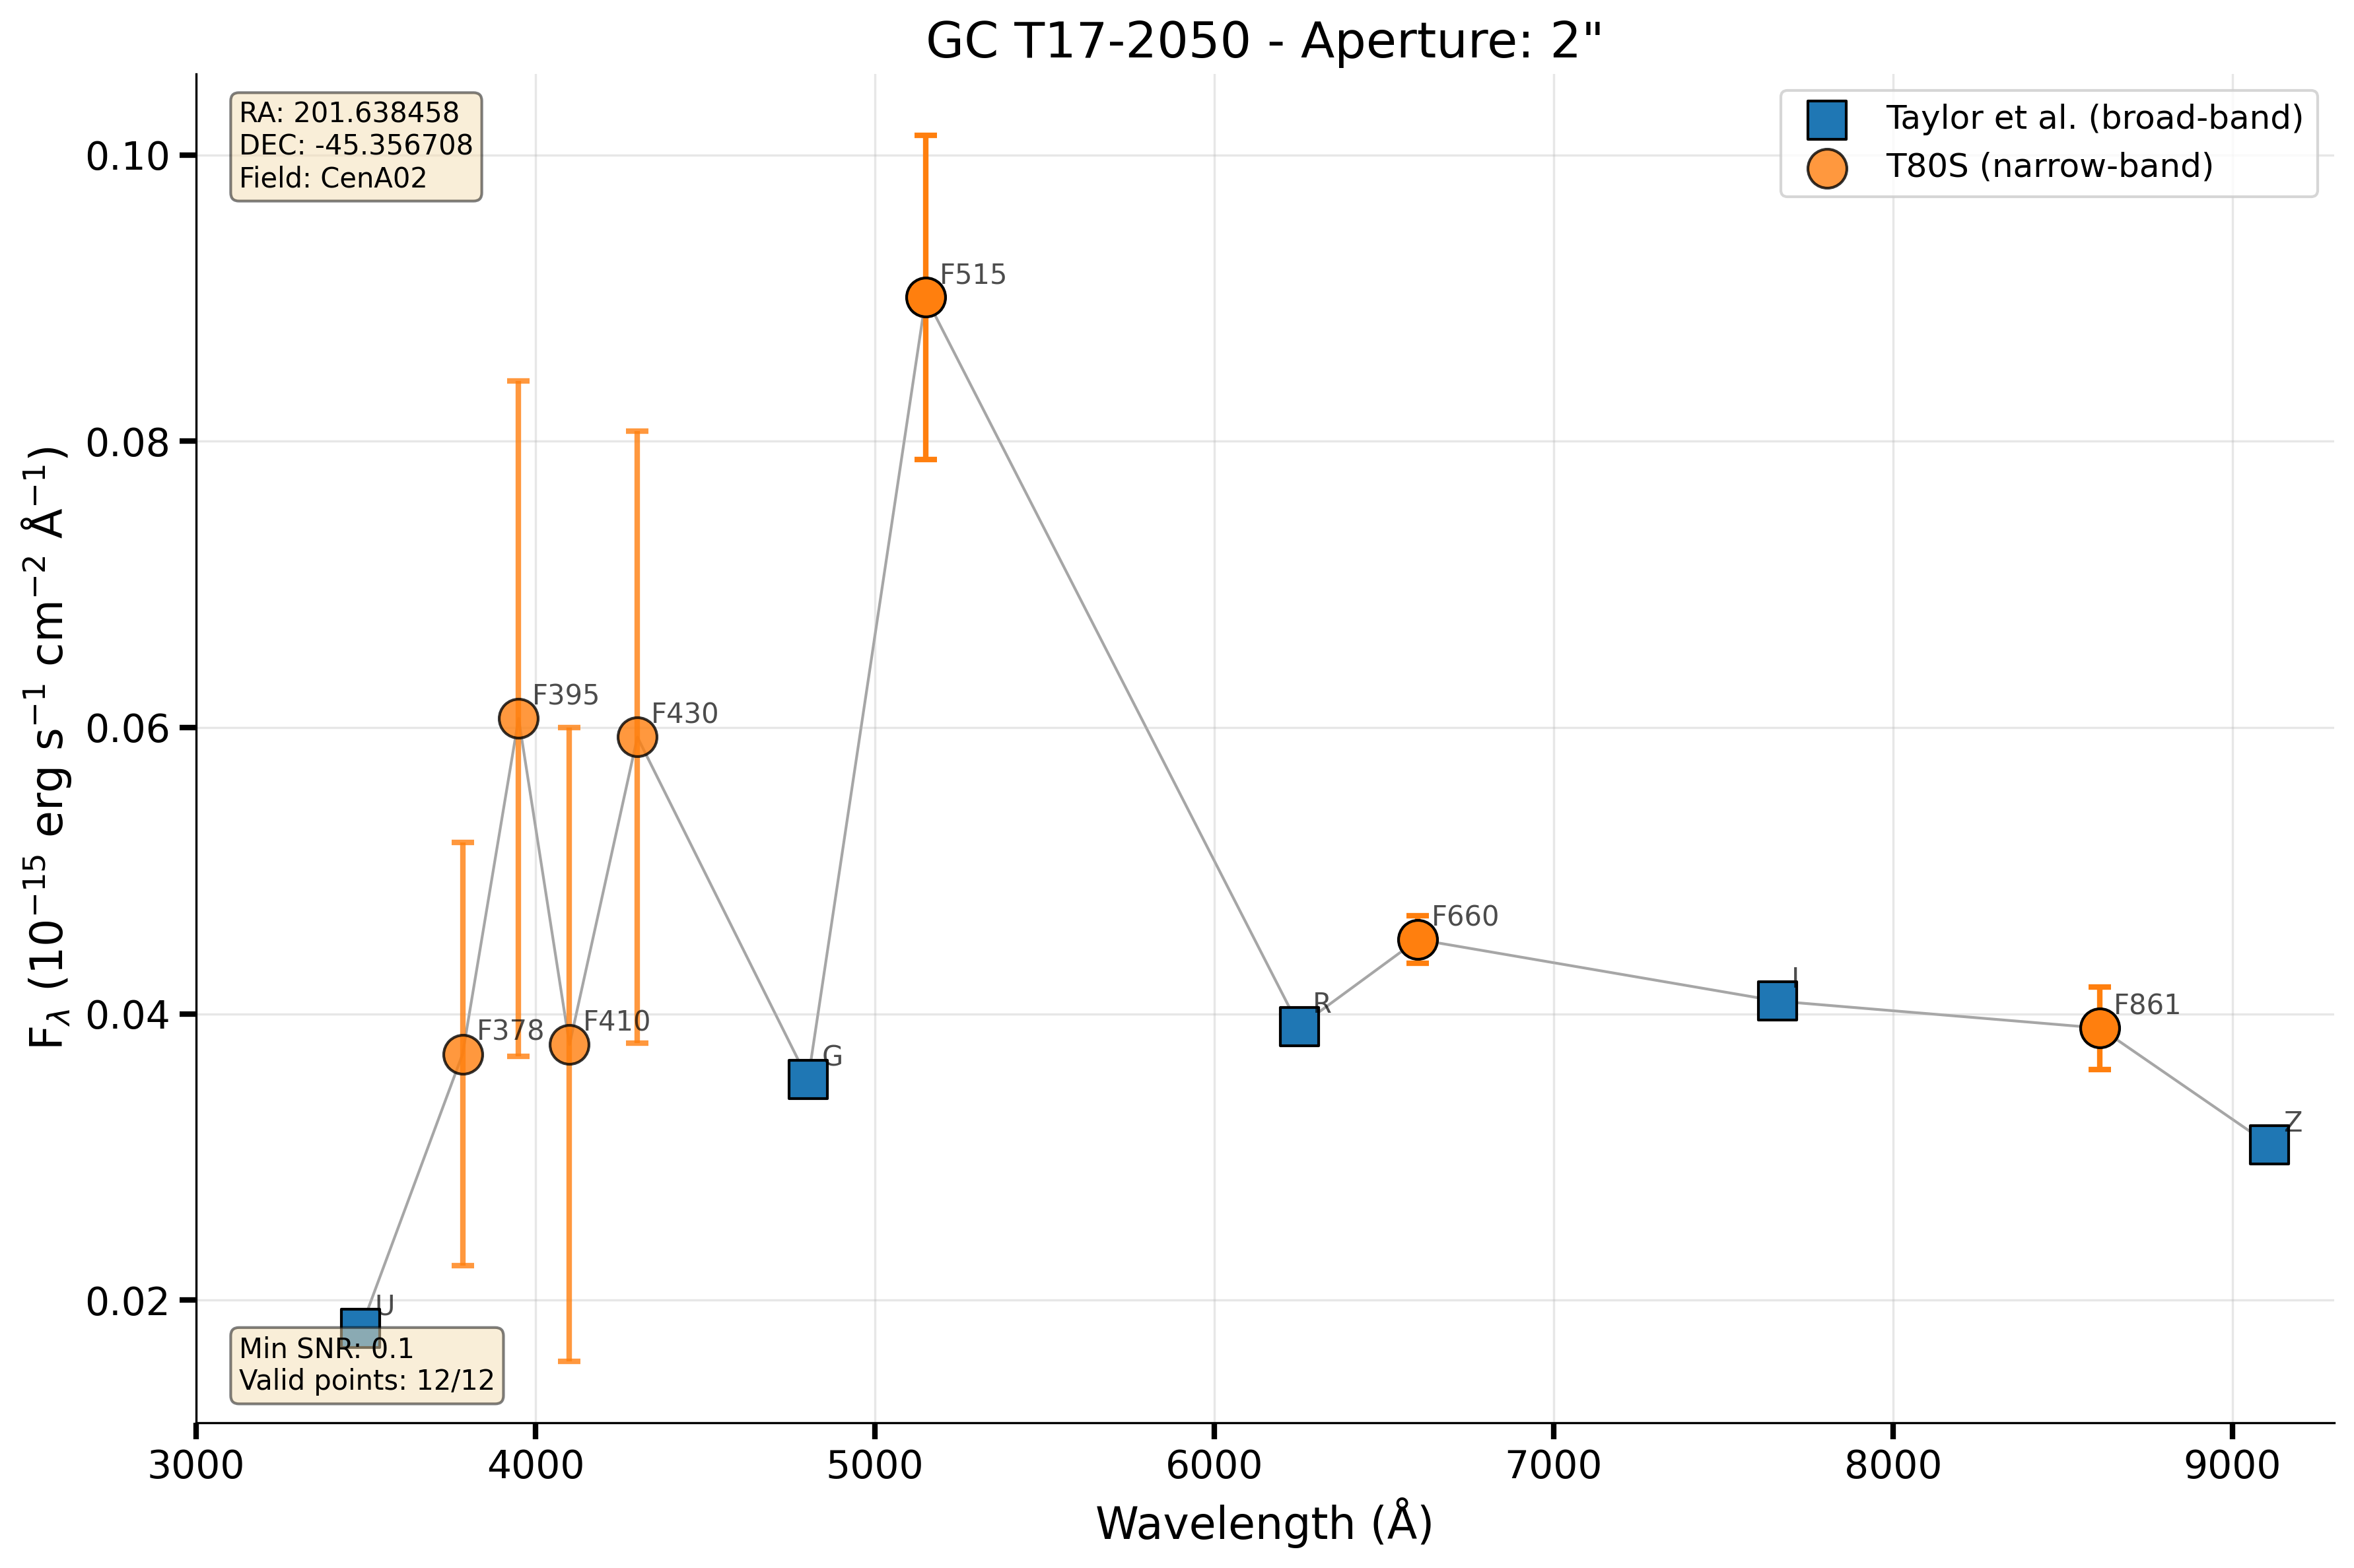 GC T17-2050 - Aperture: 2"
RA: 201.638458
DEC: -45.356708
Field: CenA02
Taylor et al. (broad-band)
T80S (narrow-band)
F515
F395
F430
F378
F410
G
R
F660
I
F861
Z
U
Min SNR: 0.1
Valid points: 12/12
0.10
0.08
0.06
0.04
0.02
F_λ (10⁻¹⁵ erg s⁻¹ cm⁻² Å⁻¹)
3000 4000 5000 6000 7000 8000 9000
Wavelength (Å)